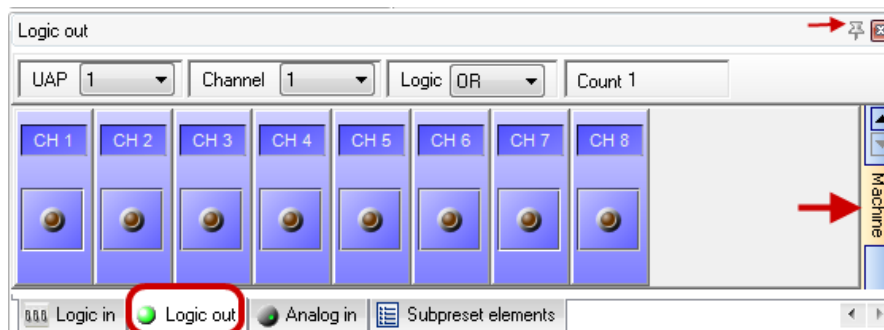 Logic out
UAP 1 Channel 1 Logic OR Count 1
CH 1 CH 2 CH 3 CH 4 CH 5 CH 6 CH 7 CH 8
Machine
Logic in Logic out Analog in Subpreset elements